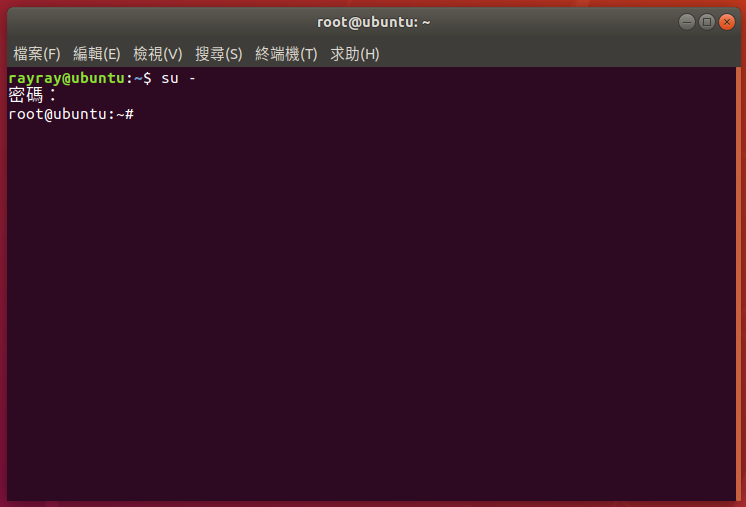 root@ubuntu: ~
檔案(F) 編輯(E) 檢視(V) 搜尋(S) 終端機(T) 求助(H)
rayray@ubuntu:~$ su -
密碼：
root@ubuntu:~#